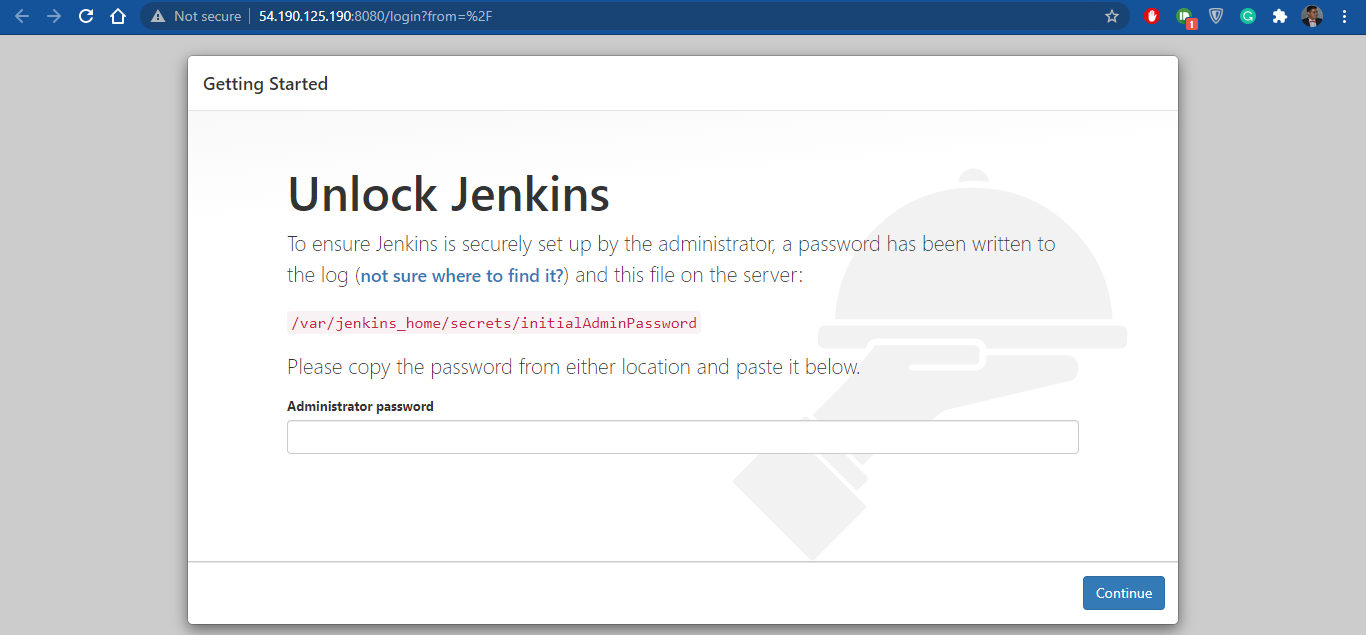 Not secure 54.190.125.190:8080/login?from=%2F
1
Getting Started
Unlock Jenkins
To ensure Jenkins is securely set up by the administrator, a password has been written to
the log (not sure where to find it?) and this file on the server:
/var/jenkins_home/secrets/initialAdminPassword
Please copy the password from either location and paste it below.
Administrator password
Continue